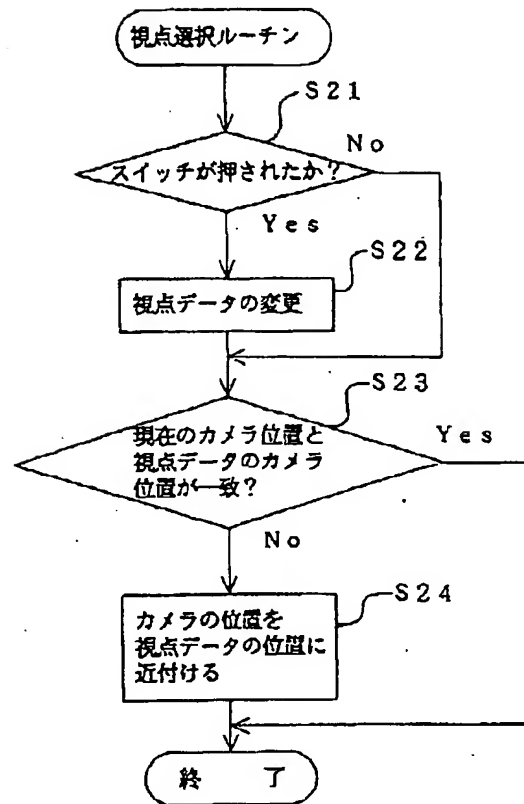 視点選択ルーチン
S21
No
スイッチが押されたか?
Yes
S22
視点データの変更
S23
現在のカメラ位置と
視点データのカメラ
位置が一致?
Yes
No
S24
カメラの位置を
視点データの位置に
近付ける
終 了